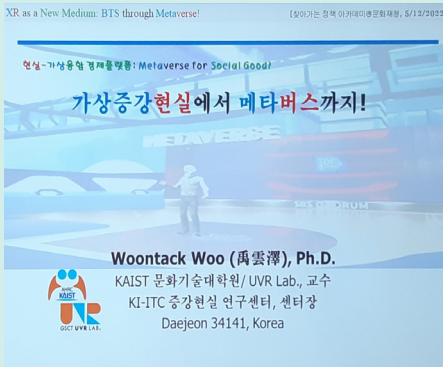 XR as a New Medium: BTS through Metaverse!
[찾아가는 정책 아카데미@문화재청, 5/12/2022
현실-가상융합 경제플랫폼: Metaverse for Social Good?
가상증강현실에서 메타버스까지!
METAVERSE
Woontack Woo (禹雲澤), Ph.D.
KAIST 문화기술대학원/ UVR Lab., 교수
KI-ITC 증강현실 연구센터, 센터장
Daejeon 34141, Korea
KAIST
GSCT UVR LAB.